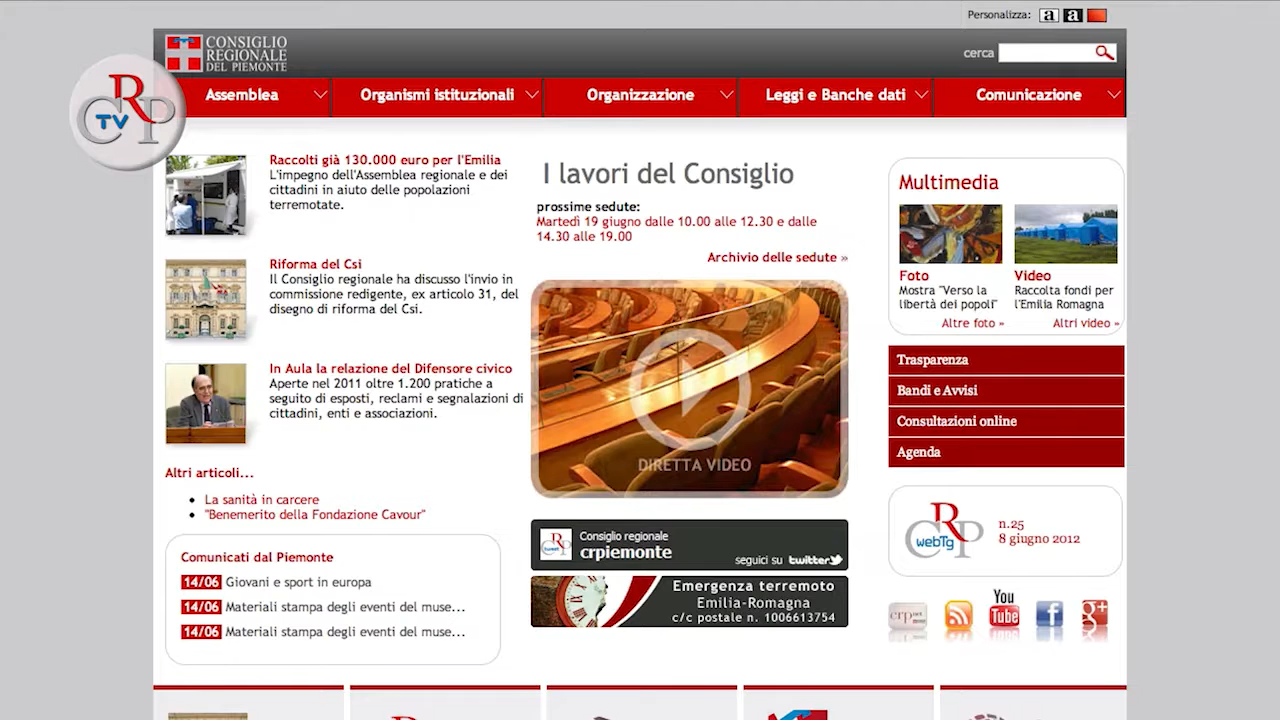 Personalizza: a a
CONSIGLIO
REGIONALE
DEL PIEMONTE
cerca
CRP
TV
Assemblea
Organismi istituzionali
Organizzazione
Leggi e Banche dati
Comunicazione
Raccolti già 130.000 euro per l'Emilia
L'impegno dell'Assemblea regionale e dei
cittadini in aiuto delle popolazioni
terremotate.
Riforma del Csi
Il Consiglio regionale ha discusso l'invio in
commissione redigente, ex articolo 31, del
disegno di riforma del Csi.
In Aula la relazione del Difensore civico
Aperte nel 2011 oltre 1.200 pratiche a
seguito di esposti, reclami e segnalazioni di
cittadini, enti e associazioni.
Altri articoli...
La sanità in carcere
"Benemerito della Fondazione Cavour"
Comunicati dal Piemonte
14/06 Giovani e sport in europa
14/06 Materiali stampa degli eventi del muse...
14/06 Materiali stampa degli eventi del muse...
I lavori del Consiglio
prossime sedute:
Martedì 19 giugno dalle 10.00 alle 12.30 e dalle
14.30 alle 19.00
Archivio delle sedute »
DIRETTA VIDEO
CRP
tweet
Consiglio regionale
crpiemonte
seguici su twitter
Emergenza terremoto
Emilia-Romagna
c/c postale n. 1006613754
Multimedia
Foto
Mostra "Verso la
libertà dei popoli"
Altre foto »
Video
Raccolta fondi per
l'Emilia Romagna
Altri video »
Trasparenza
Bandi e Avvisi
Consultazioni online
Agenda
CRP
webTg
n.25
8 giugno 2012
crpnet
You
Tube
f
g+